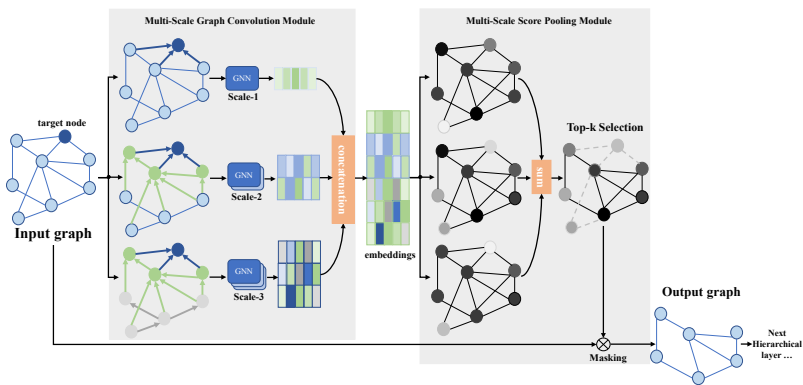 Multi-Scale Graph Convolution Module
Multi-Scale Score Pooling Module
target node
Input graph
GNN
Scale-1
GNN
Scale-2
GNN
Scale-3
concatenation
embeddings
sum
Top-k Selection
Masking
Output graph
Next
Hierarchical
layer ...